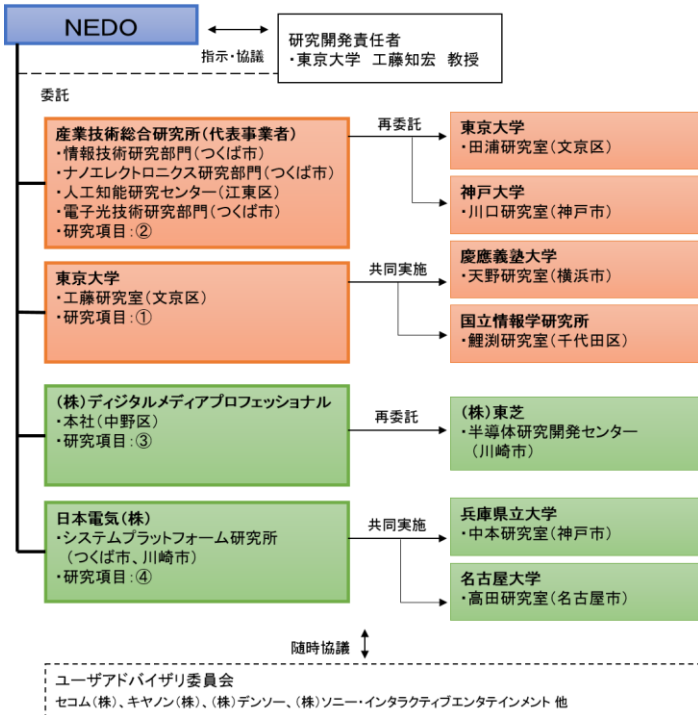 NEDO
指示・協議
研究開発責任者
・東京大学 工藤知宏 教授
委託
産業技術総合研究所(代表事業者)
・情報技術研究部門(つくば市)
・ナノエレクトロニクス研究部門(つくば市)
・人工知能研究センター(江東区)
・電子光技術研究部門(つくば市)
・研究項目:②
再委託
東京大学
・田浦研究室(文京区)
神戸大学
・川口研究室(神戸市)
東京大学
・工藤研究室(文京区)
・研究項目:①
共同実施
慶應義塾大学
・天野研究室(横浜市)
国立情報学研究所
・鯉渕研究室(千代田区)
(株)ディジタルメディアプロフェッショナル
・本社(中野区)
・研究項目:③
再委託
(株)東芝
・半導体研究開発センター
(川崎市)
日本電気(株)
・システムプラットフォーム研究所
(つくば市、川崎市)
・研究項目:④
共同実施
兵庫県立大学
・中本研究室(神戸市)
名古屋大学
・高田研究室(名古屋市)
随時協議
ユーザアドバイザリ委員会
セコム(株)、キヤノン(株)、(株)デンソー、(株)ソニー・インタラクティブエンタテインメント 他